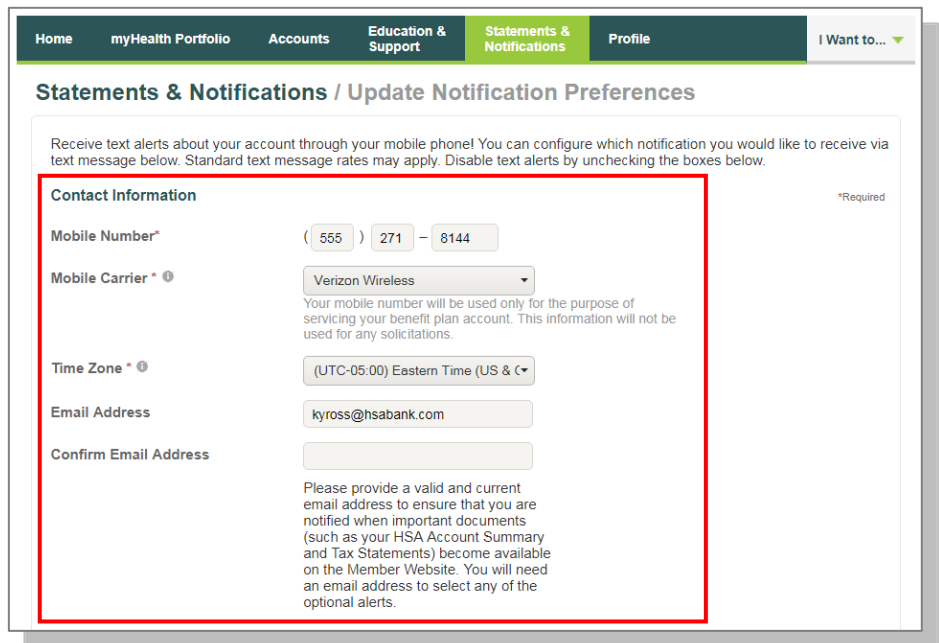 Home myHealth Portfolio Accounts Education & Support Statements & Notifications Profile I Want to...
Statements & Notifications / Update Notification Preferences
Receive text alerts about your account through your mobile phone! You can configure which notification you would like to receive via
text message below. Standard text message rates may apply. Disable text alerts by unchecking the boxes below.
Contact Information
*Required
Mobile Number* ( 555 ) 271 – 8144
Mobile Carrier * Verizon Wireless
Your mobile number will be used only for the purpose of
servicing your benefit plan account. This information will not be
used for any solicitations.
Time Zone * (UTC-05:00) Eastern Time (US & C
Email Address kyross@hsabank.com
Confirm Email Address
Please provide a valid and current
email address to ensure that you are
notified when important documents
(such as your HSA Account Summary
and Tax Statements) become available
on the Member Website. You will need
an email address to select any of the
optional alerts.